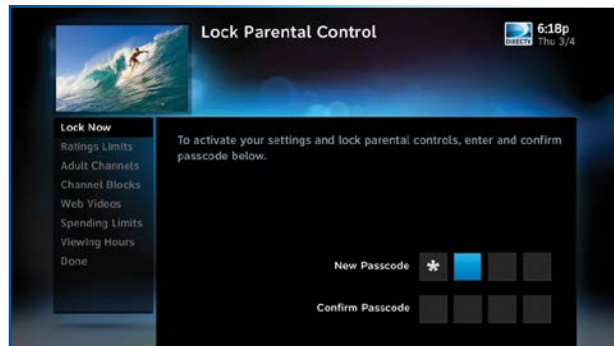 Lock Parental Control
DIRECTV
6:18p
Thu 3/4
Lock Now
Ratings Limits
Adult Channels
Channel Blocks
Web Videos
Spending Limits
Viewing Hours
Done
To activate your settings and lock parental controls, enter and confirm
passcode below.
New Passcode *
Confirm Passcode